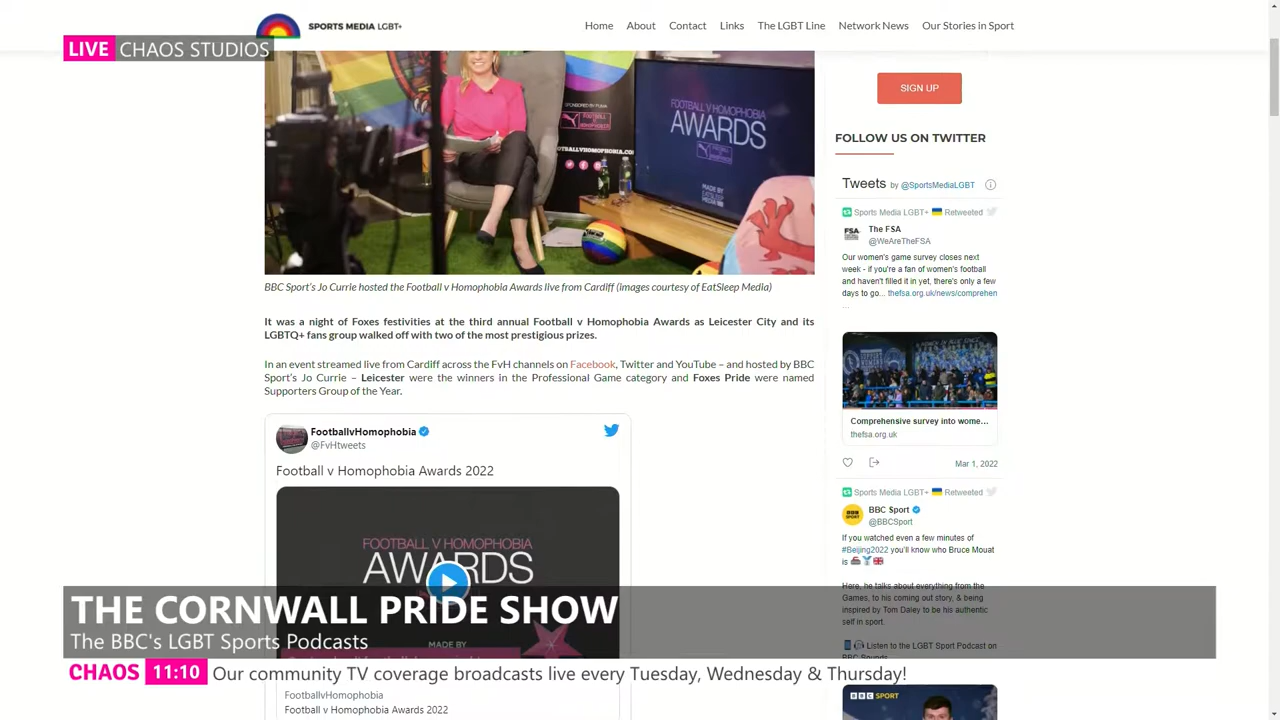 SPORTS MEDIA LGBT+
Home About Contact Links The LGBT Line Network News Our Stories in Sport
LIVE CHAOS STUDIOS
SPONSORED BY PUMA
FOOTBALL V HOMOPHOBIA
AWARDS
MADE BY
SIGN UP
FOLLOW US ON TWITTER
Tweets by @SportsMediaLGBT
Sports Media LGBT+ Retweeted
The FSA
@WeAreTheFSA
Our women's game survey closes next
week - if you're a fan of women's football
and haven't filled it in yet, there's only a few
days to go... thefsa.org.uk/news/comprehen
…
Comprehensive survey into wome…
thefsa.org.uk
Mar 1, 2022
Sports Media LGBT+ Retweeted
BBC Sport
@BBCSport
If you watched even a few minutes of
#Beijing2022 you'll know who Bruce Mouat
is
Here, he talks about everything from the
Games, to his coming out story, & being
inspired by Tom Daley to be his authentic
self in sport.
Listen to the LGBT Sport Podcast on
BBC Sounds
BBC SPORT
BBC Sport's Jo Currie hosted the Football v Homophobia Awards live from Cardiff (images courtesy of EatSleep Media)
It was a night of Foxes festivities at the third annual Football v Homophobia Awards as Leicester City and its
LGBTQ+ fans group walked off with two of the most prestigious prizes.
In an event streamed live from Cardiff across the FvH channels on Facebook, Twitter and YouTube – and hosted by BBC
Sport's Jo Currie – Leicester were the winners in the Professional Game category and Foxes Pride were named
Supporters Group of the Year.
FootballvHomophobia
@FvHtweets
Football v Homophobia Awards 2022
FOOTBALL V HOMOPHOBIA
AWARDS
MADE BY
THE CORNWALL PRIDE SHOW
The BBC's LGBT Sports Podcasts
CHAOS 11:10 Our community TV coverage broadcasts live every Tuesday, Wednesday & Thursday!
FootballvHomophobia
Football v Homophobia Awards 2022